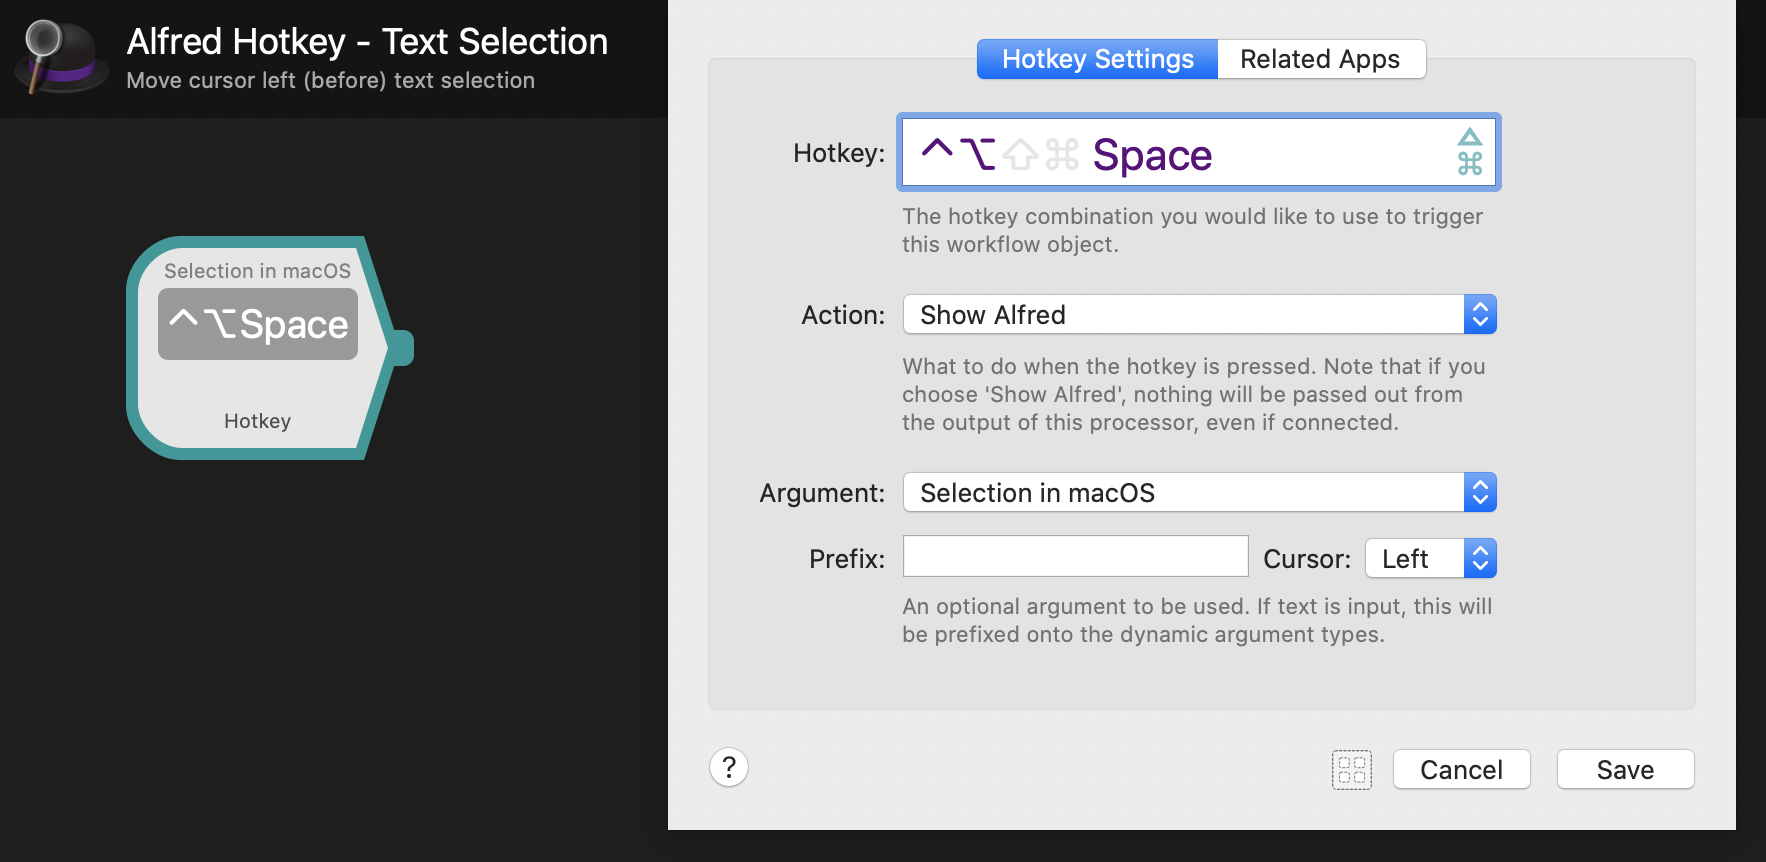 Alfred Hotkey - Text Selection
Move cursor left (before) text selection
Selection in macOS
⌃⌥Space
Hotkey
Hotkey Settings
Related Apps
Hotkey: ⌃⌥⇧⌘ Space
The hotkey combination you would like to use to trigger
this workflow object.
Action: Show Alfred
What to do when the hotkey is pressed. Note that if you
choose 'Show Alfred', nothing will be passed out from
the output of this processor, even if connected.
Argument: Selection in macOS
Prefix:
Cursor: Left
An optional argument to be used. If text is input, this will
be prefixed onto the dynamic argument types.
?
Cancel
Save